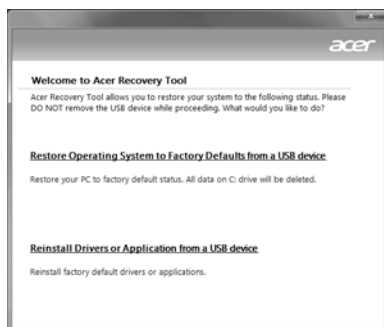 acer
Welcome to Acer Recovery Tool
Acer Recovery Tool allows you to restore your system to the following status. Please
DO NOT remove the USB device while proceeding. What would you like to do?
Restore Operating System to Factory Defaults from a USB device
Restore your PC to factory default status. All data on C: drive will be deleted.
Reinstall Drivers or Application from a USB device
Reinstall factory default drivers or applications.